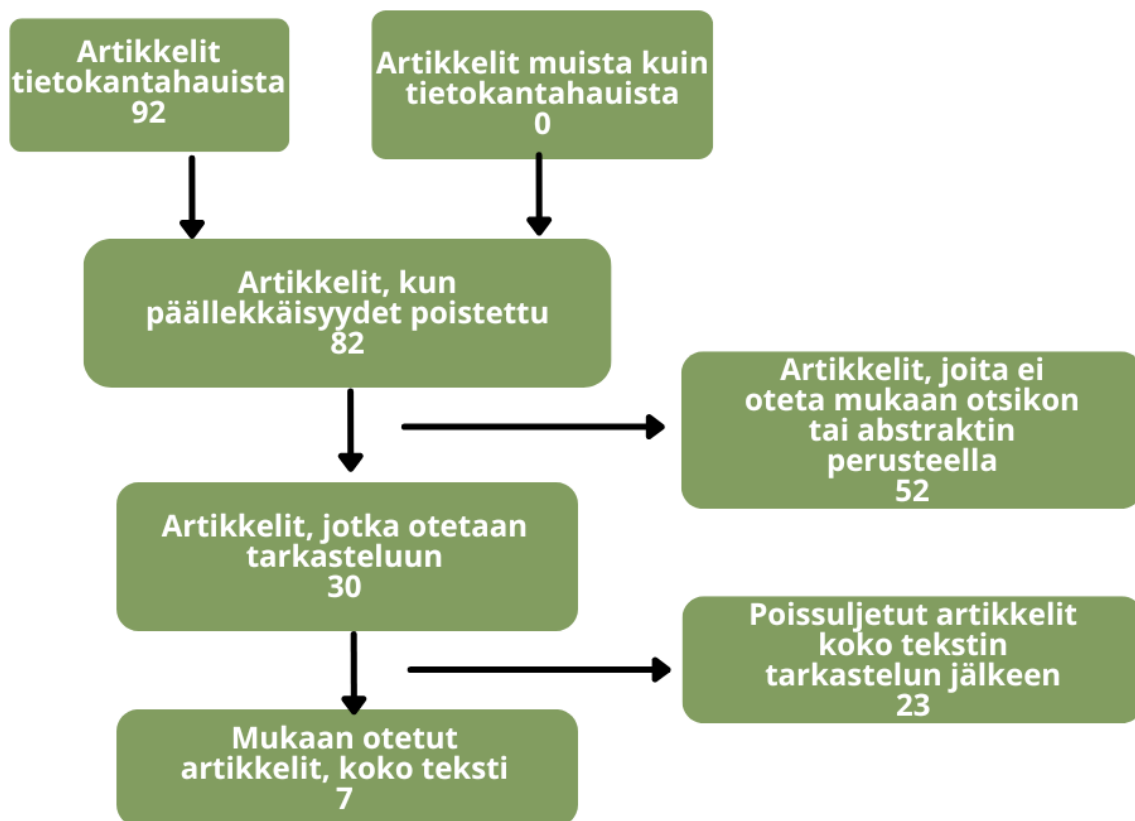 Artikkelit
tietokantahauista
92
Artikkelit muista kuin
tietokantahauista
0
Artikkelit, kun
päällekkäisyydet poistettu
82
Artikkelit, joita ei
oteta mukaan otsikon
tai abstraktin
perusteella
52
Artikkelit, jotka otetaan
tarkasteluun
30
Poissuljetut artikkelit
koko tekstin
tarkastelun jälkeen
23
Mukaan otetut
artikkelit, koko teksti
7